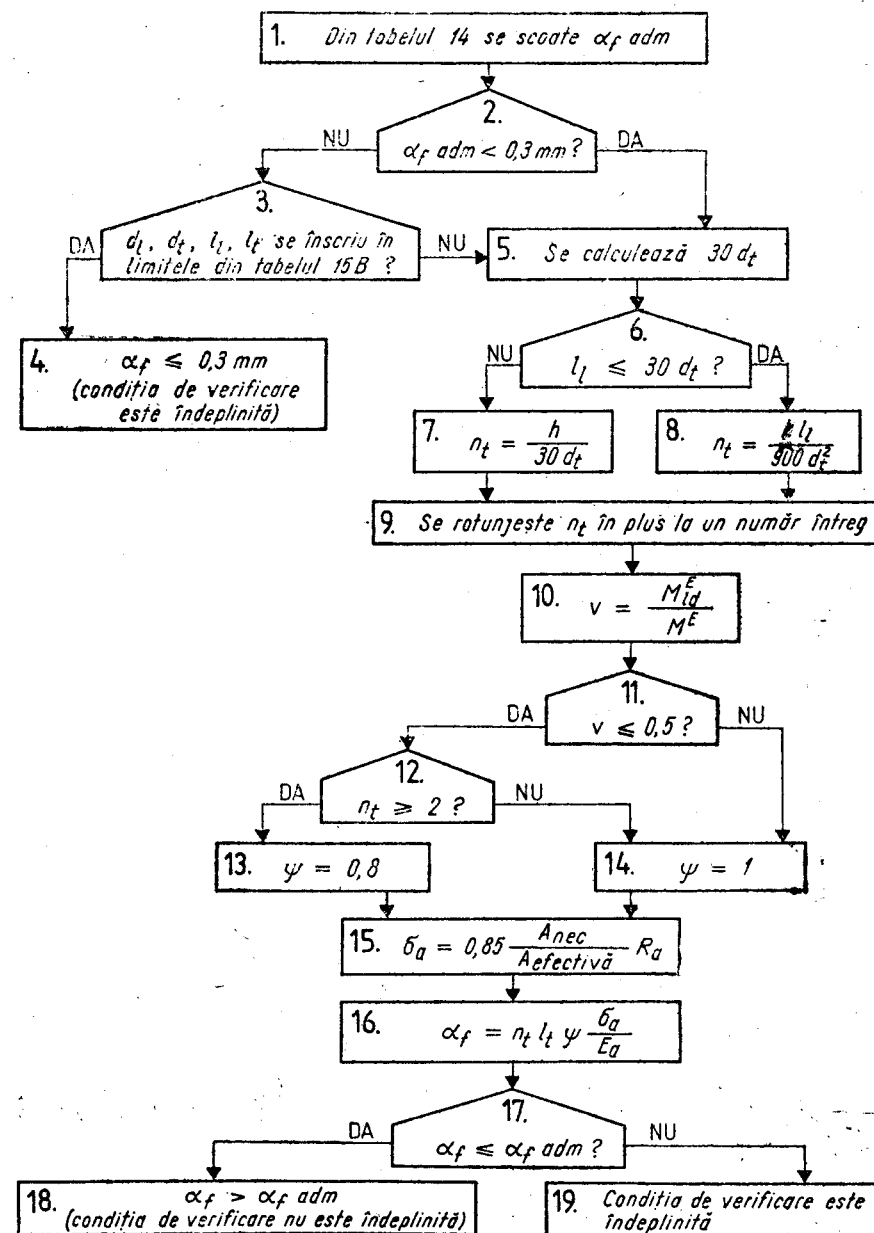 1. Din tabelul 14 se scoate α_f adm
2.
α_f adm < 0,3 mm ?
NU
DA
3.
d_l, d_t, l_l, l_t se înscriu în
limitele din tabelul 15B ?
DA
NU
4. α_f ≤ 0,3 mm
(condiția de verificare
este îndeplinită)
5. Se calculează 30 d_t
6.
l_l ≤ 30 d_t ?
NU
DA
7. n_t = h / 30 d_t
8. n_t = l_l / 900 d_t²
9. Se rotunjește n_t în plus la un număr întreg
10. v = M_ld^E / M^E
11.
v ≤ 0,5 ?
DA
NU
12.
n_t ≥ 2 ?
DA
NU
13. ψ = 0,8
14. ψ = 1
15. σ_a = 0,85 Anec / Aefectivă R_a
16. α_f = n_t l_t ψ σ_a / E_a
17.
α_f ≤ α_f adm ?
DA
NU
18. α_f > α_f adm
(condiția de verificare nu este îndeplinită)
19. Condiția de verificare este
îndeplinită